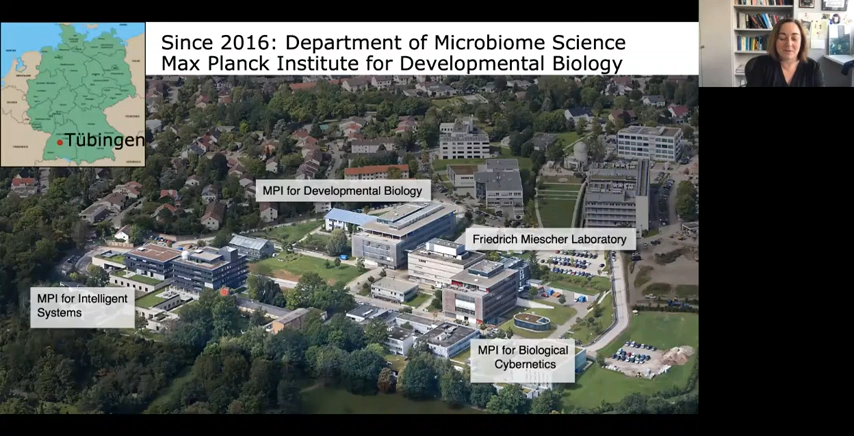 Since 2016: Department of Microbiome Science
Max Planck Institute for Developmental Biology
Tübingen
MPI for Developmental Biology
Friedrich Miescher Laboratory
MPI for Intelligent
Systems
MPI for Biological
Cybernetics